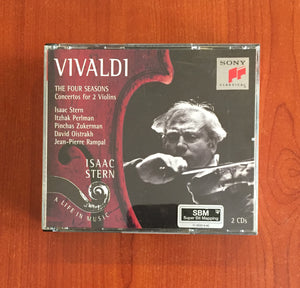 VIVALDI
THE FOUR SEASONS
Concertos for 2 Violins
Isaac Stern
Itzhak Perlman
Pinchas Zukerman
David Oistrakh
Jean-Pierre Rampal
ISAAC
STERN
A LIFE IN MUSIC
SONY
CLASSICAL
SBM
Super Bit Mapping
2 CDs